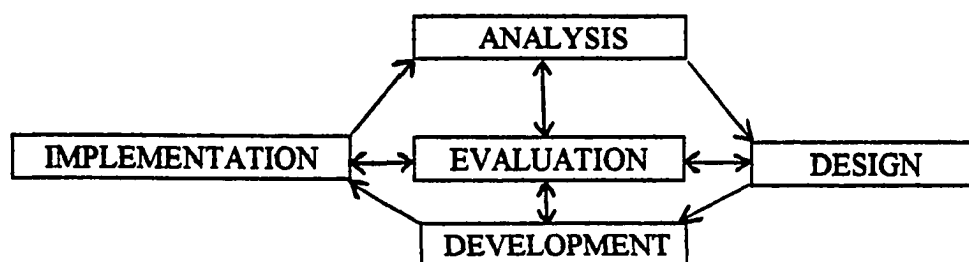 ANALYSIS
IMPLEMENTATION
EVALUATION
DESIGN
DEVELOPMENT